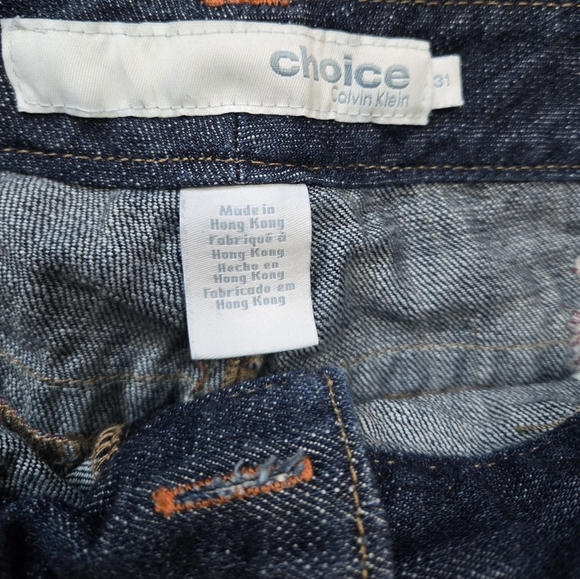 choice
Calvin Klein
31
Made in
Hong Kong
Fabriqué à
Hong Kong
Hecho en
Hong Kong
Fabricado em
Hong Kong